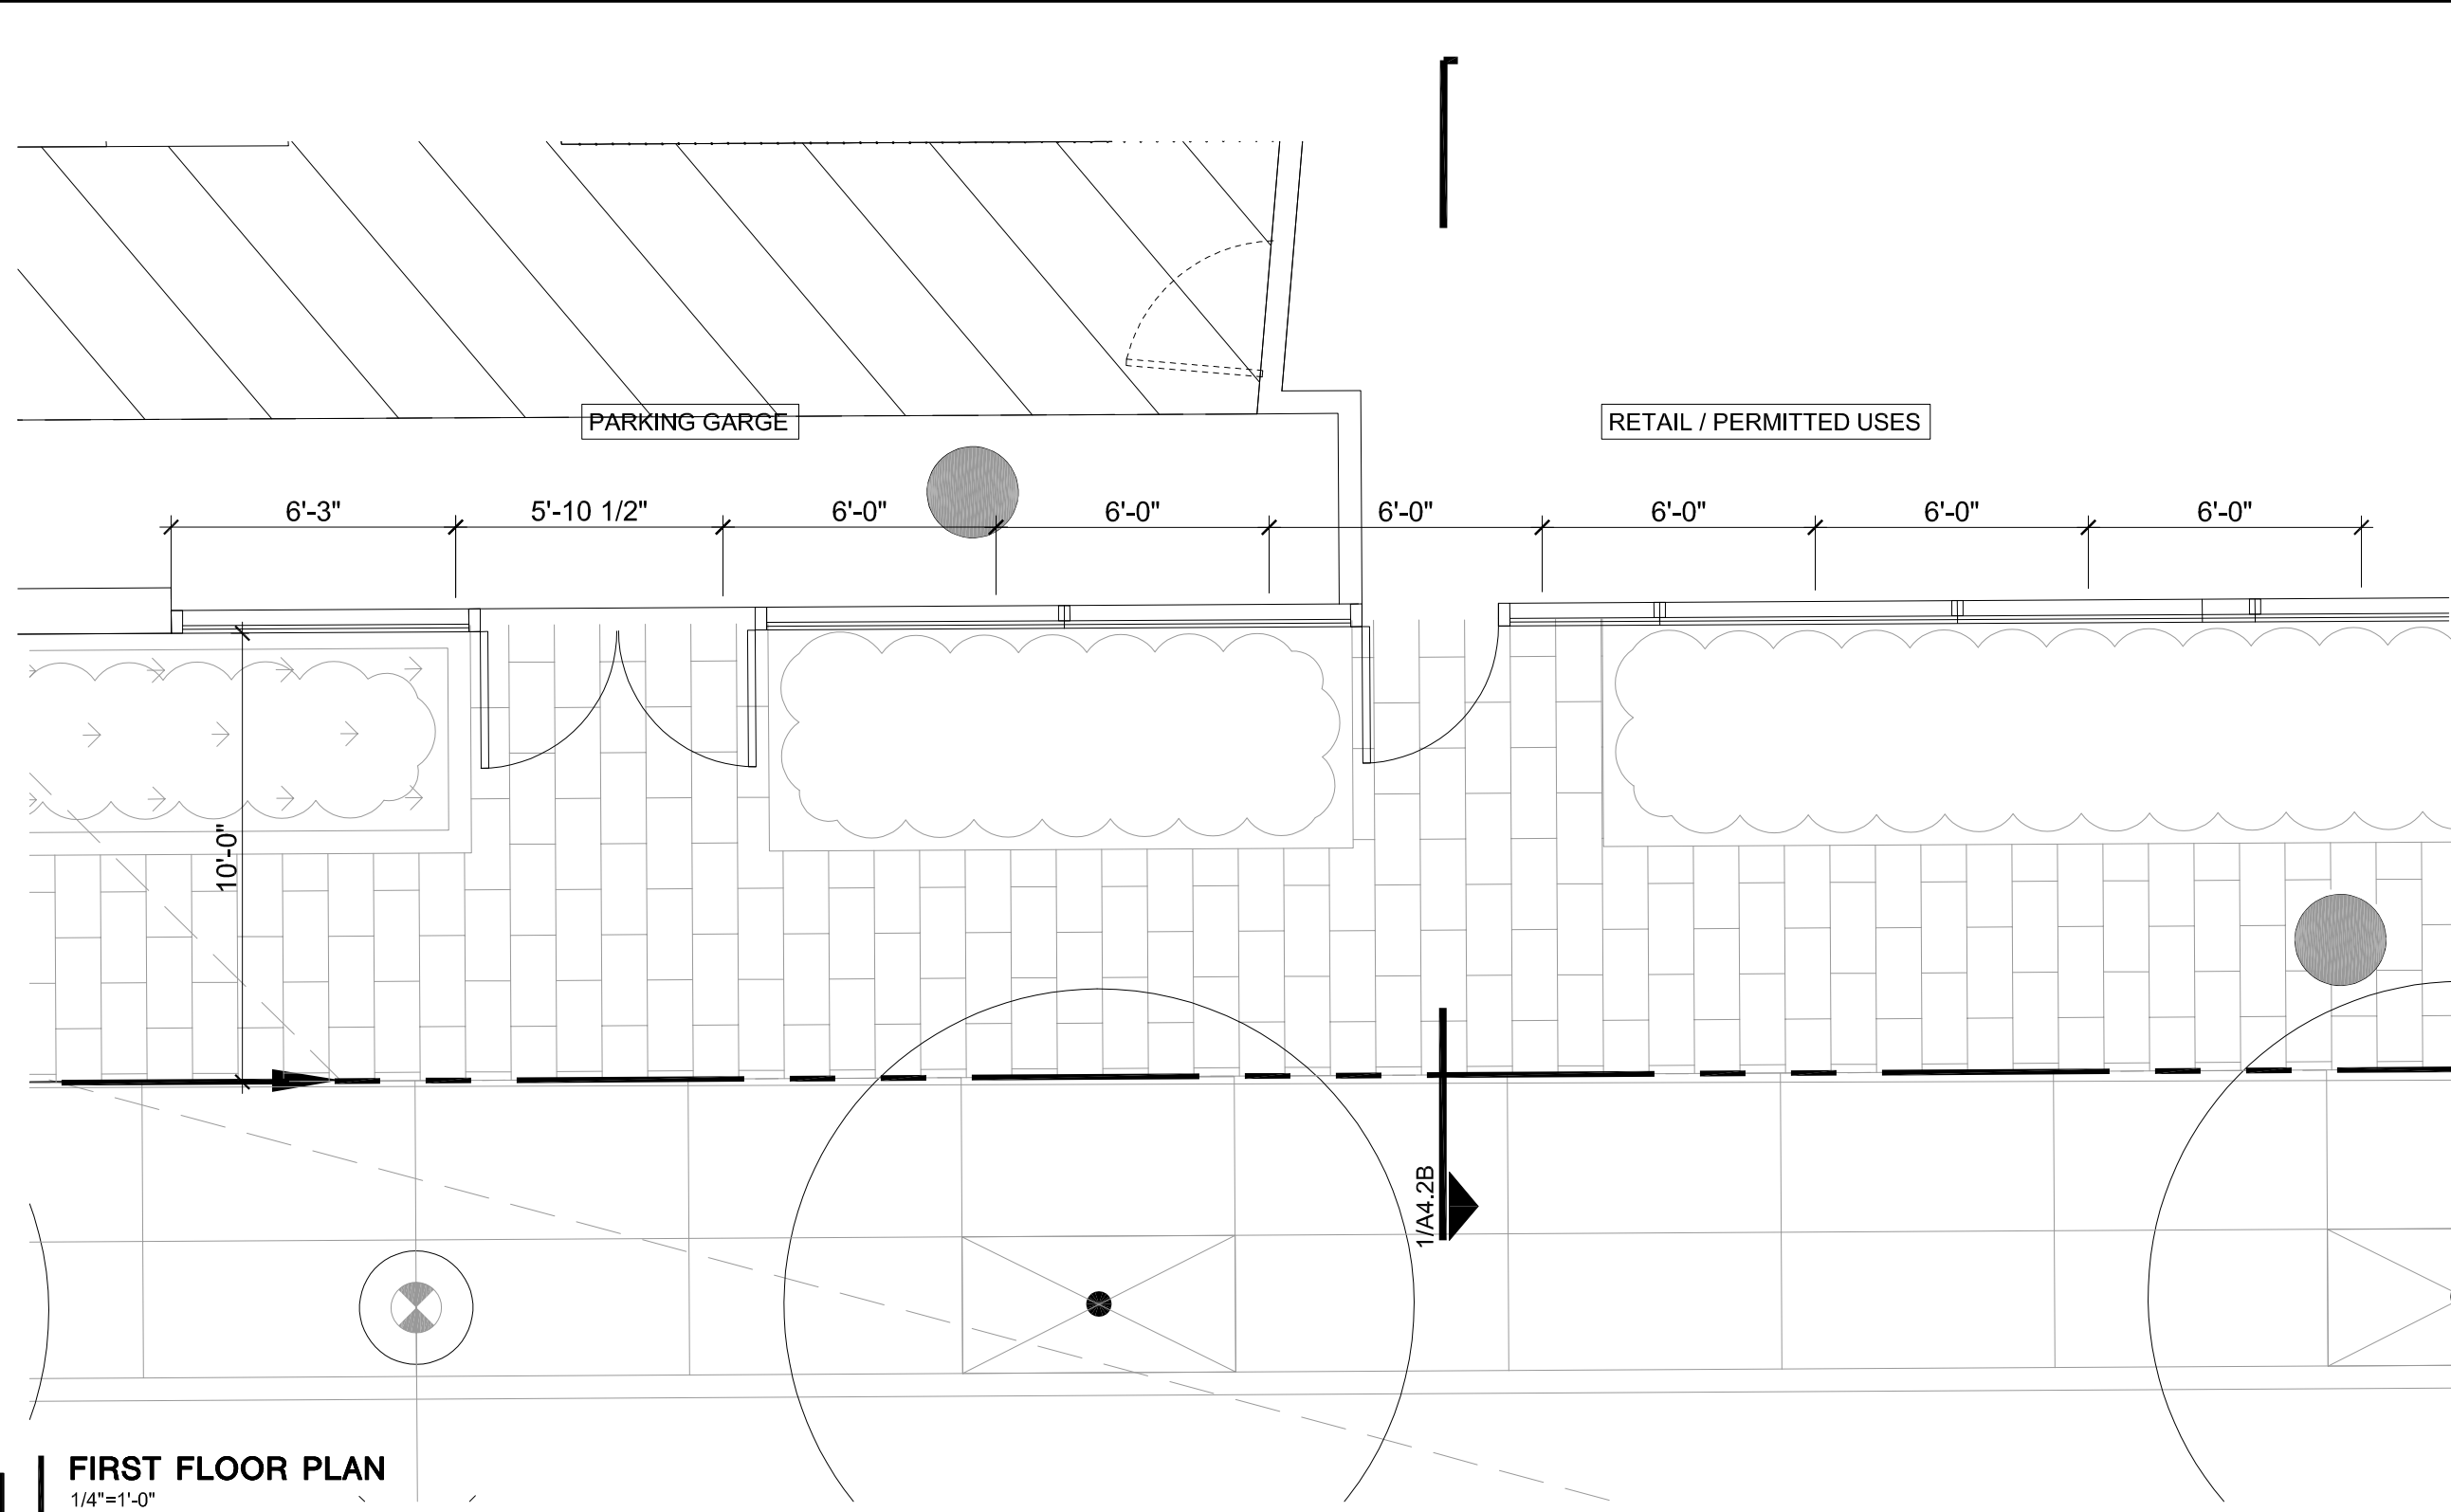 PARKING GARGE
RETAIL / PERMITTED USES
6'-3"
5'-10 1/2"
6'-0"
6'-0"
6'-0"
6'-0"
6'-0"
6'-0"
10'-0"
1/A4.2B
FIRST FLOOR PLAN
1/4"=1'-0"